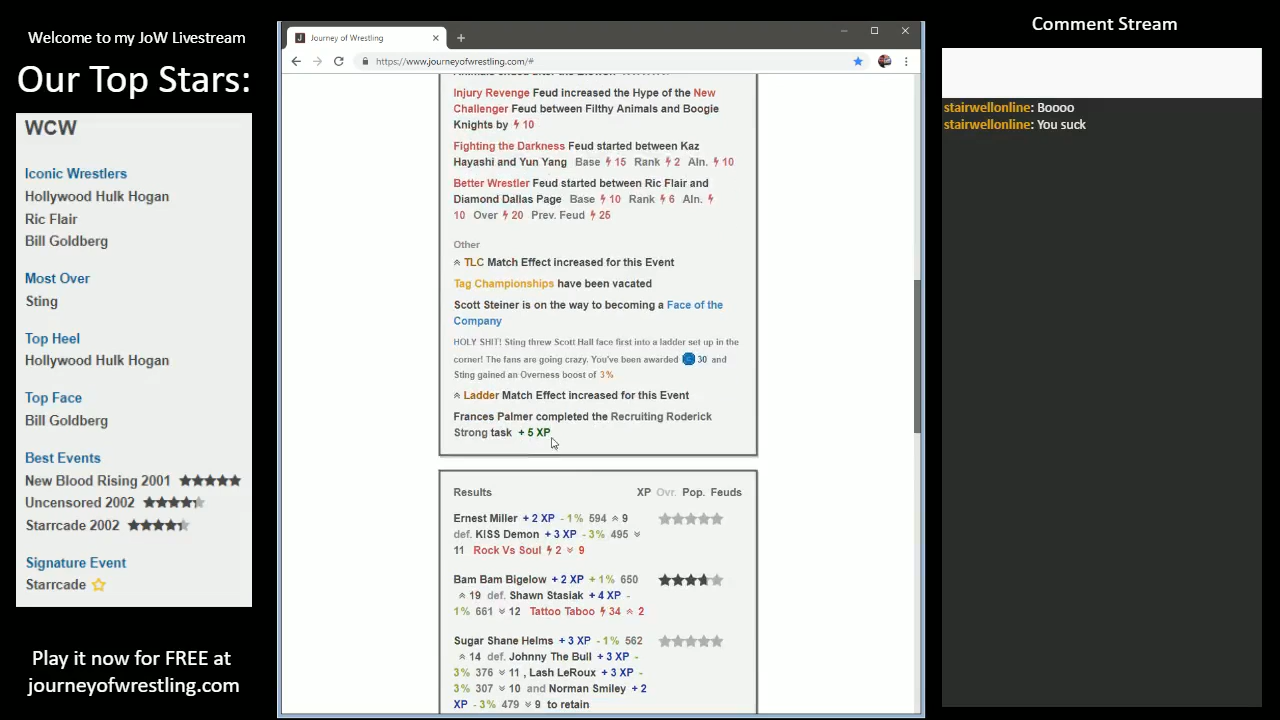 Welcome to my JoW Livestream
Our Top Stars:
WCW
Iconic Wrestlers
Hollywood Hulk Hogan
Ric Flair
Bill Goldberg
Most Over
Sting
Top Heel
Hollywood Hulk Hogan
Top Face
Bill Goldberg
Best Events
New Blood Rising 2001
Uncensored 2002
Starrcade 2002
Signature Event
Starrcade
Play it now for FREE at
journeyofwrestling.com
Journey of Wrestling
https://www.journeyofwrestling.com/#
Injury Revenge Feud increased the Hype of the New
Challenger Feud between Filthy Animals and Boogie
Knights by 10
Fighting the Darkness Feud started between Kaz
Hayashi and Yun Yang Base 15 Rank 2 Aln. 10
Better Wrestler Feud started between Ric Flair and
Diamond Dallas Page Base 10 Rank 6 Aln.
10 Over 20 Prev. Feud 25
Other
TLC Match Effect increased for this Event
Tag Championships have been vacated
Scott Steiner is on the way to becoming a Face of the
Company
HOLY SHIT! Sting threw Scott Hall face first into a ladder set up in the
corner! The fans are going crazy. You've been awarded 30 and
Sting gained an Overness boost of 3%
Ladder Match Effect increased for this Event
Frances Palmer completed the Recruiting Roderick
Strong task + 5 XP
Results XP Ovr. Pop. Feuds
Ernest Miller + 2 XP - 1% 594 9
def. KISS Demon + 3 XP - 3% 495
11 Rock Vs Soul 2 9
Bam Bam Bigelow + 2 XP + 1% 650
19 def. Shawn Stasiak + 4 XP -
1% 661 12 Tattoo Taboo 34 2
Sugar Shane Helms + 3 XP - 1% 562
14 def. Johnny The Bull + 3 XP -
3% 376 11 , Lash LeRoux + 3 XP -
3% 307 10 and Norman Smiley + 2
XP - 3% 479 9 to retain
Comment Stream
stairwellonline: Boooo
stairwellonline: You suck